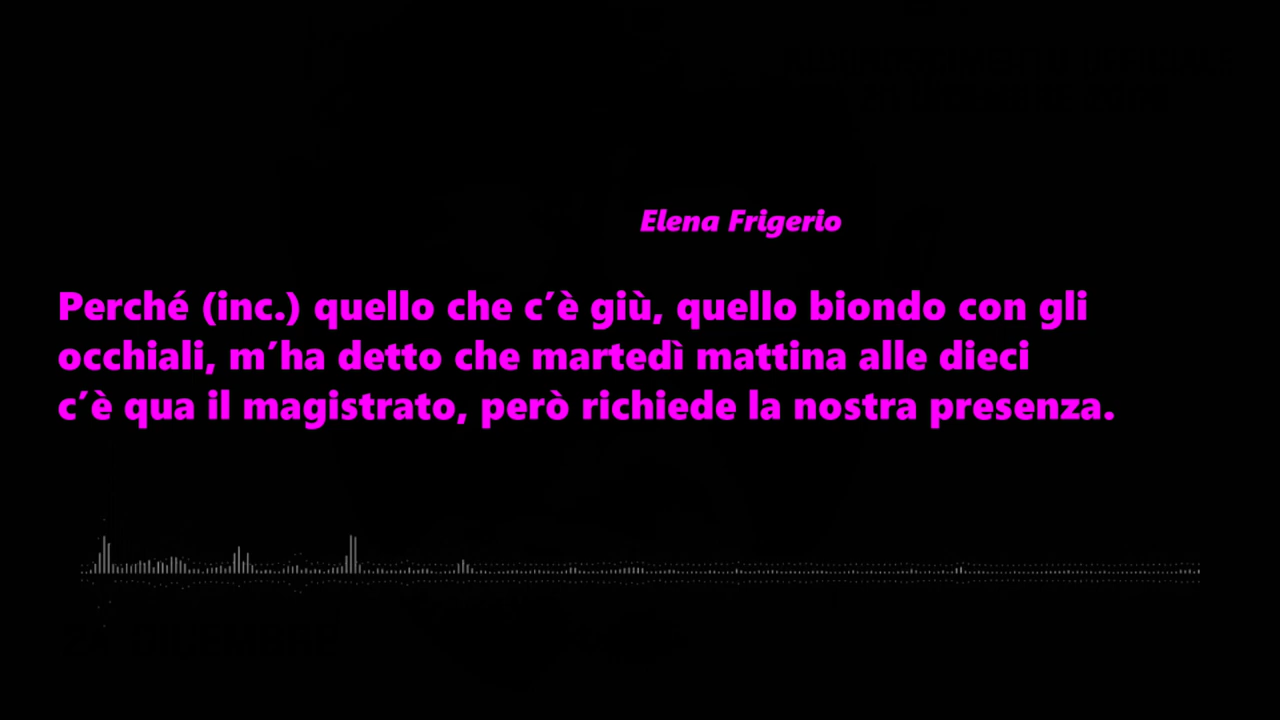 Elena Frigerio
Perché (inc.) quello che c´è giù, quello biondo con gli
occhiali, m´ha detto che martedì mattina alle dieci
c´è qua il magistrato, però richiede la nostra presenza.